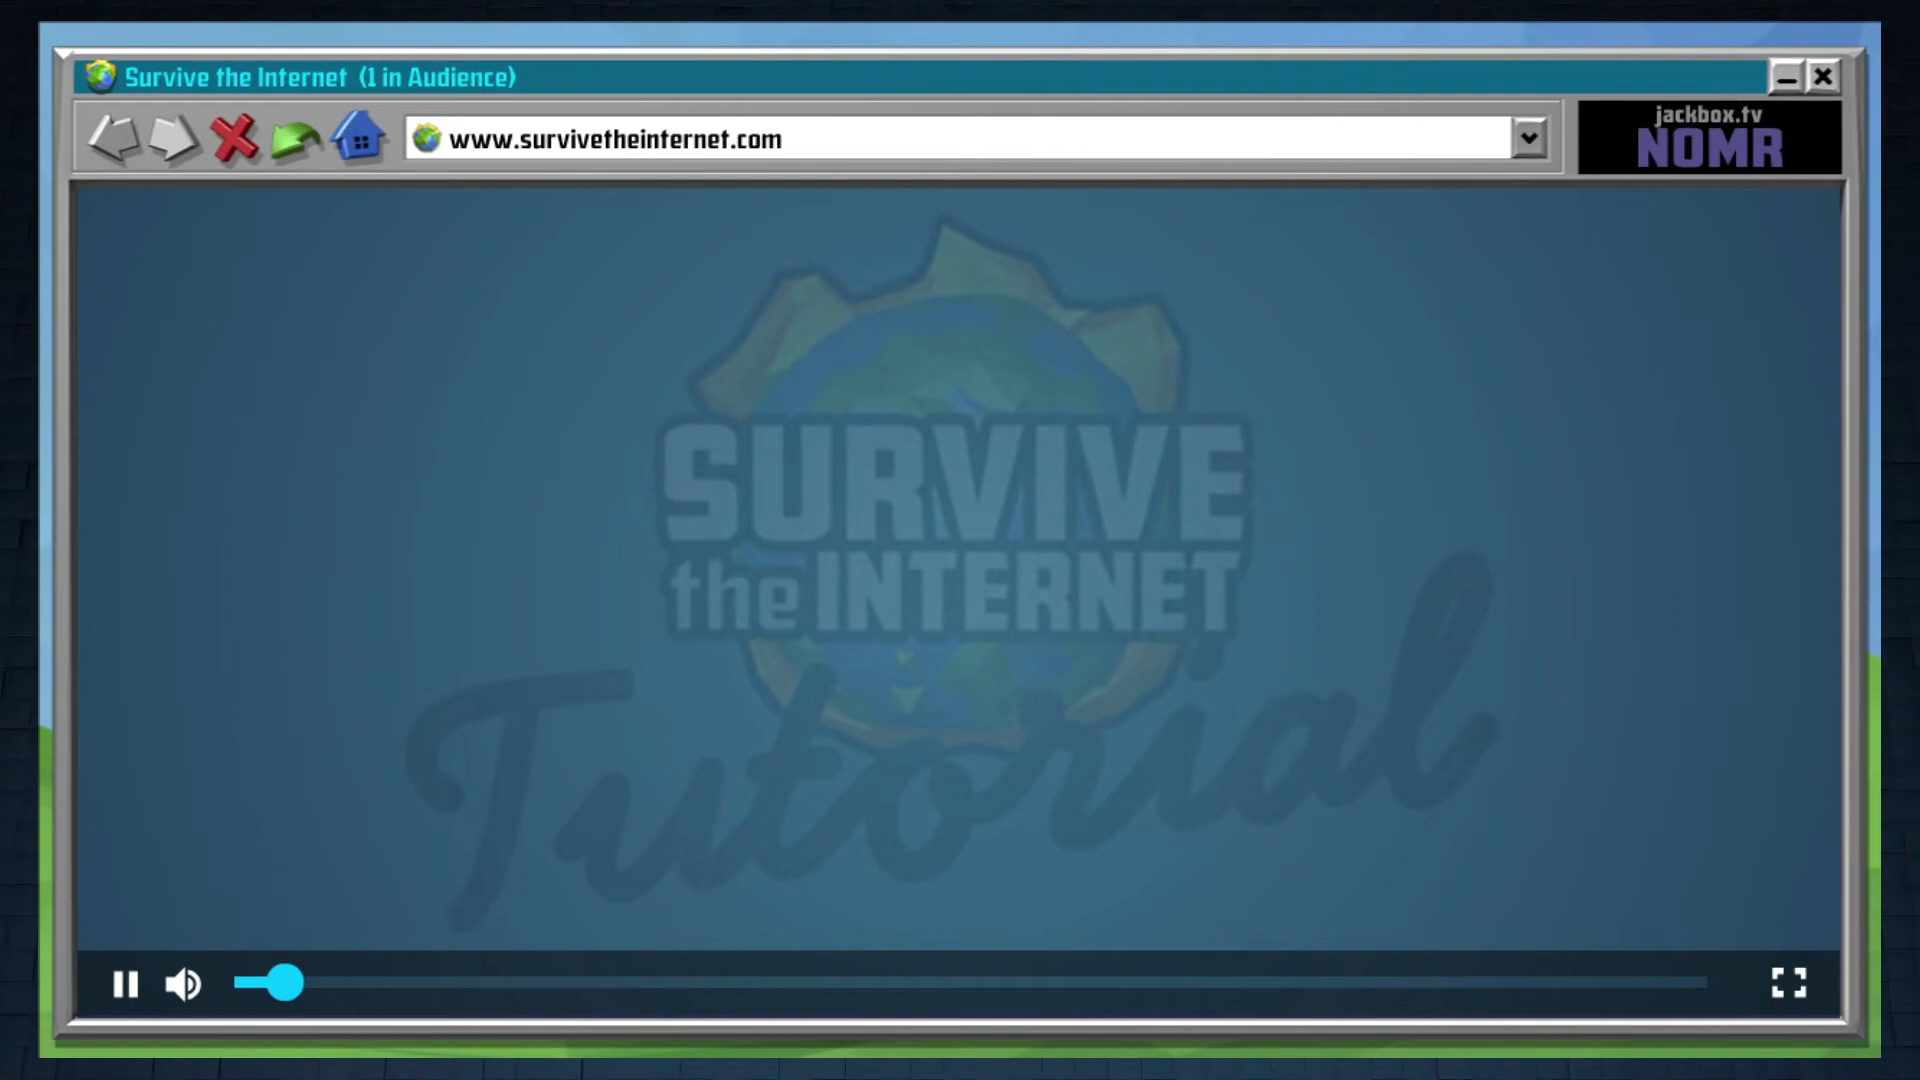 Survive the Internet (1 in Audience)
www.survivetheinternet.com
jackbox.tv
NOMR
SURVIVE
the INTERNET
Tutorial